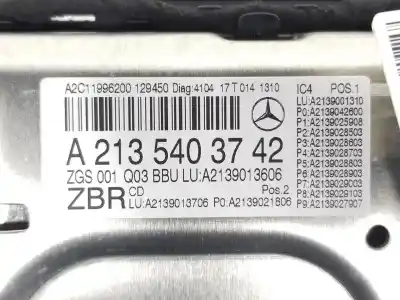 A2C11996200 129450 Diag:4104 17 T 014 1310
A 213 540 37 42
ZGS 001 Q03 BBU LU:A2139013606
ZBR CD Pos.2
LU:A2139013706 P0:A2139021806
IC4 POS.1
LU:A2139001310
P0:A2139042600
P1:A2139025908
P2:A2139028503
P3:A2139028603
P4:A2139028703
P5:A2139028803
P6:A2139028903
P7:A2139029003
P8:A2139029103
P9:A2139027907